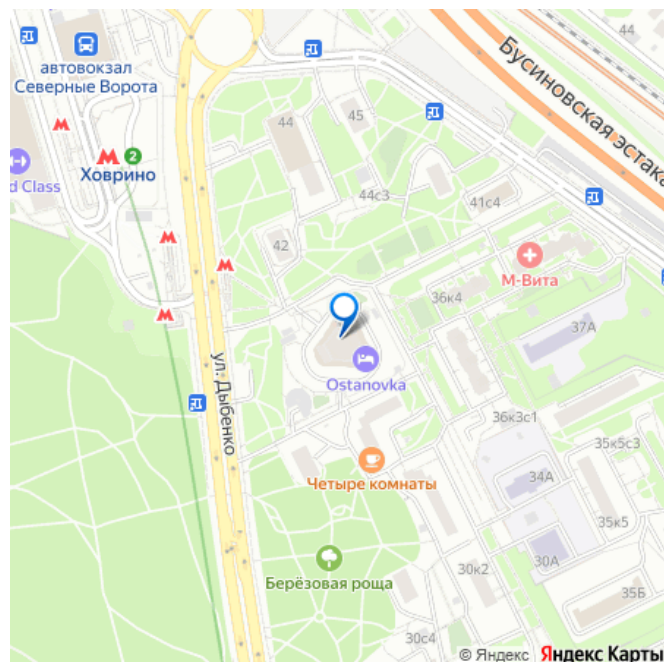 44
автовокзал
Северные Ворота
Бусиновская эстака
44
45
2
Ховрино
d Class
44с3
41с4
42
М-Вита
36к4
37А
Ostanovka
ул. Дыбенко
36к3с1
35к5с3
Четыре комнаты
34А
35к5
30А
30к2
Берёзовая роща
35Б
30с4
© Яндекс Яндекс Карты